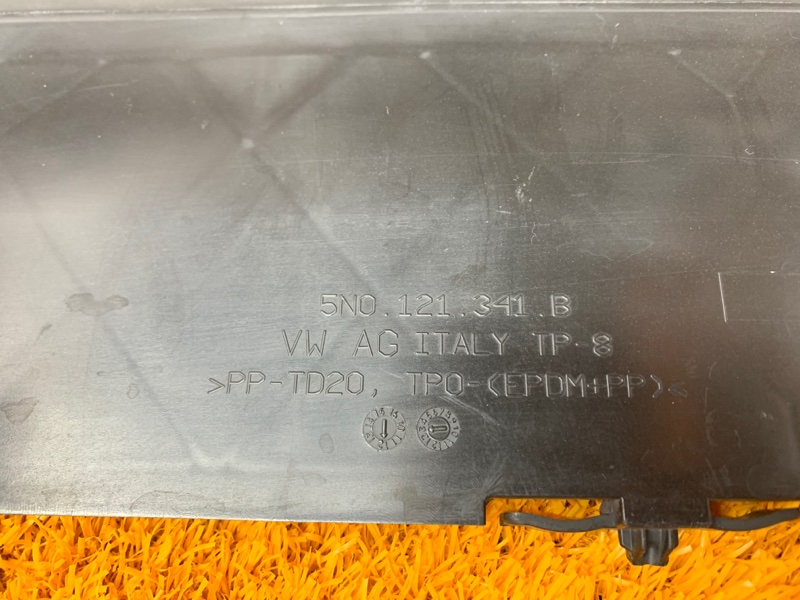 5N0.121.341.B
VW AG ITALY TP-8
>PP-TD20, TPO-(EPDM+PP)<